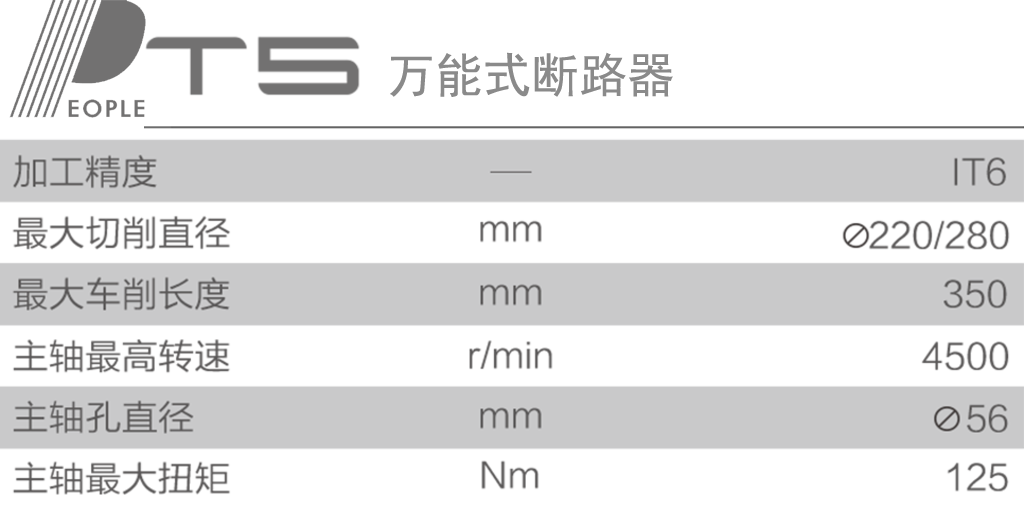 PEOPLE T5 万能式断路器
加工精度 — IT6
最大切削直径 mm ∅220/280
最大车削长度 mm 350
主轴最高转速 r/min 4500
主轴孔直径 mm ∅56
主轴最大扭矩 Nm 125